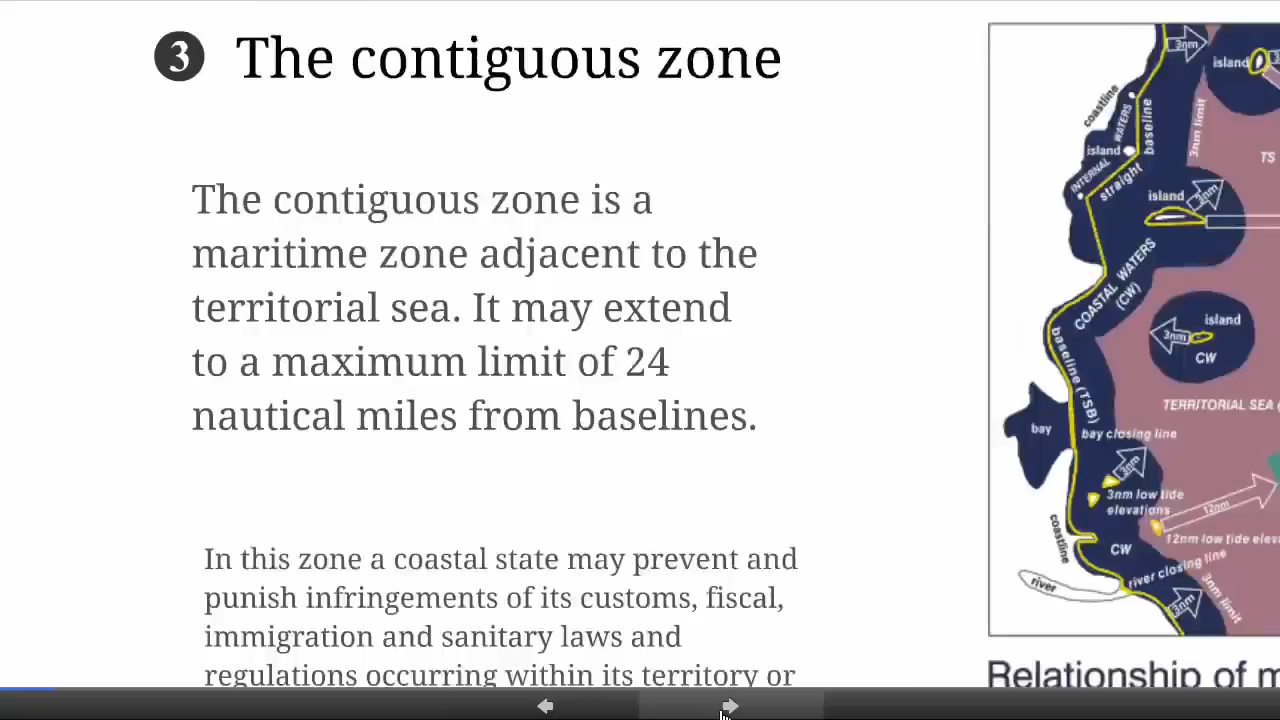 3 The contiguous zone
The contiguous zone is a
maritime zone adjacent to the
territorial sea. It may extend
to a maximum limit of 24
nautical miles from baselines.
In this zone a coastal state may prevent and
punish infringements of its customs, fiscal,
immigration and sanitary laws and
regulations occurring within its territory or
3nm
island
3
coastline
WATERS
baseline
3nm limit
island
TS
INTERNAL
straight
island
3nm
COASTAL WATERS
(CW)
island
3nm
CW
baseline (TSB)
TERRITORIAL SEA (
bay
bay closing line
3nm
3nm low tide
elevations
12nm
12nm low tide elev
coastline
CW
river closing line
river
3nm
3nm limit
Relationship of m